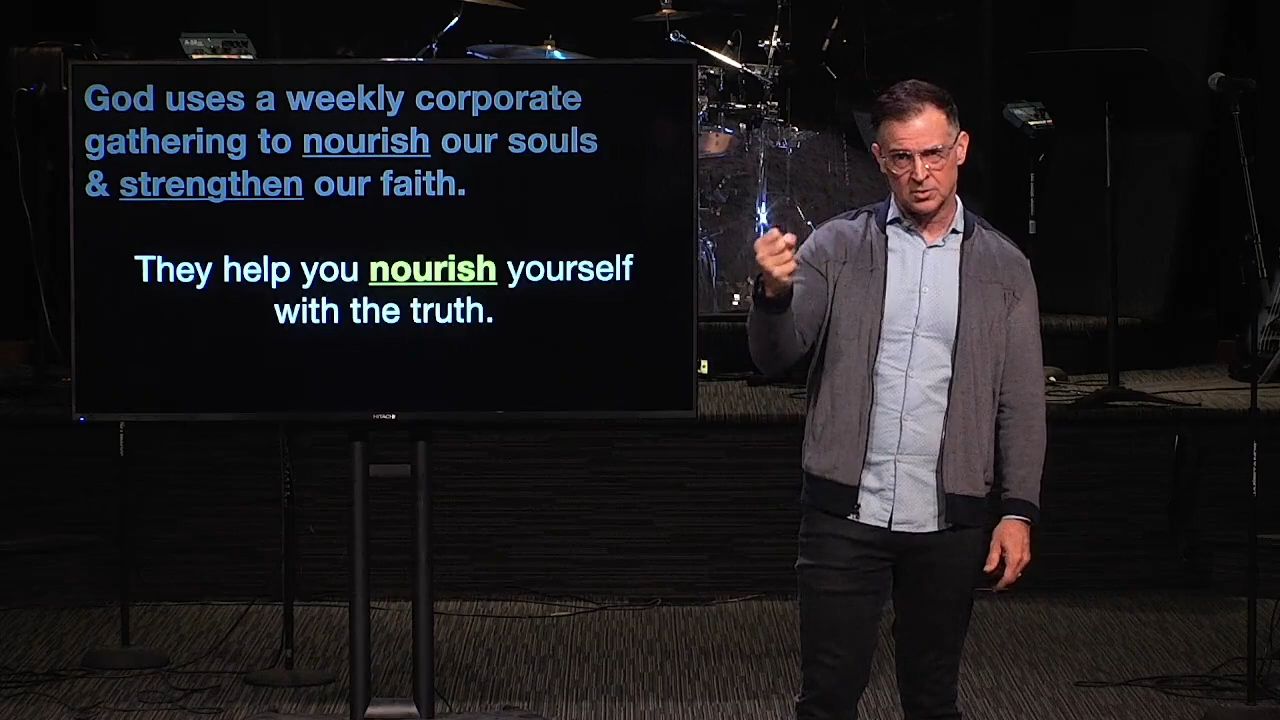 God uses a weekly corporate
gathering to nourish our souls
& strengthen our faith.
They help you nourish yourself
with the truth.
HITACHI